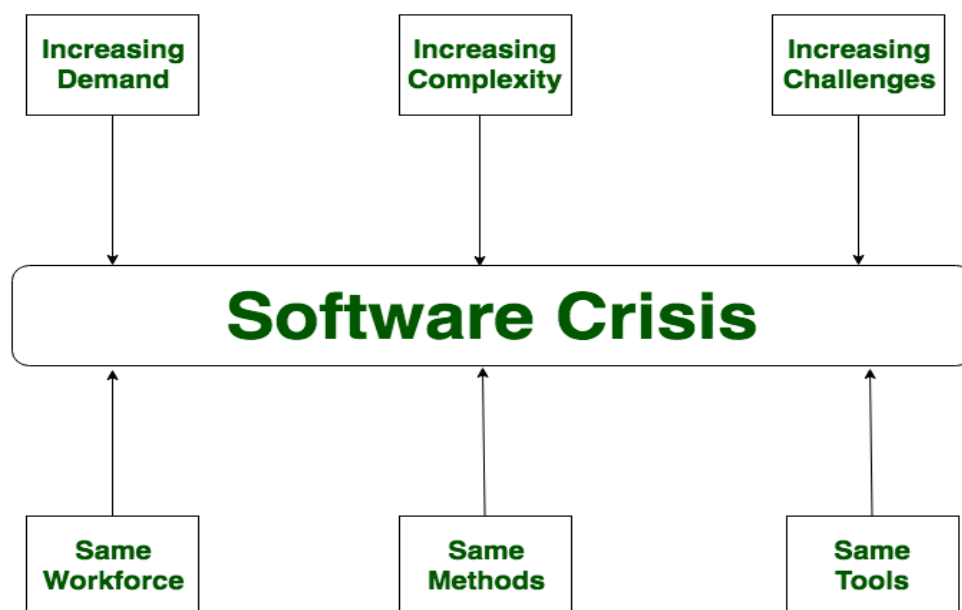 Increasing
Demand
Increasing
Complexity
Increasing
Challenges
Software Crisis
Same
Workforce
Same
Methods
Same
Tools